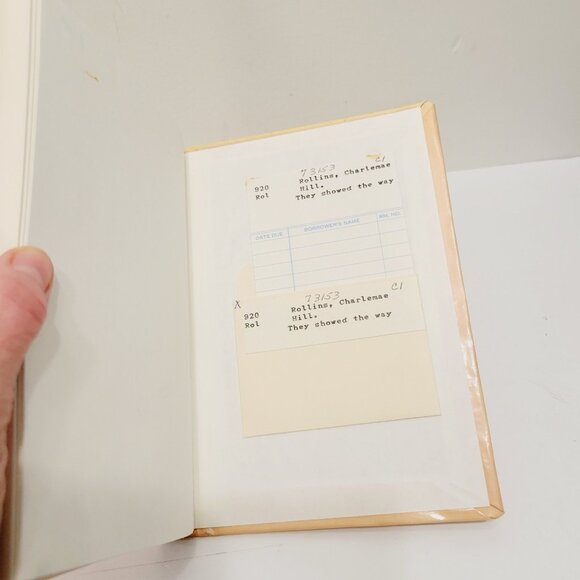 73153 C1
920 Rollins, Charlemae
Rol Hill.
They showed the way
DATE DUE BORROWER'S NAME RM. NO.
X 73153 C1
920 Rollins, Charlemae
Rol Hill.
They showed the way